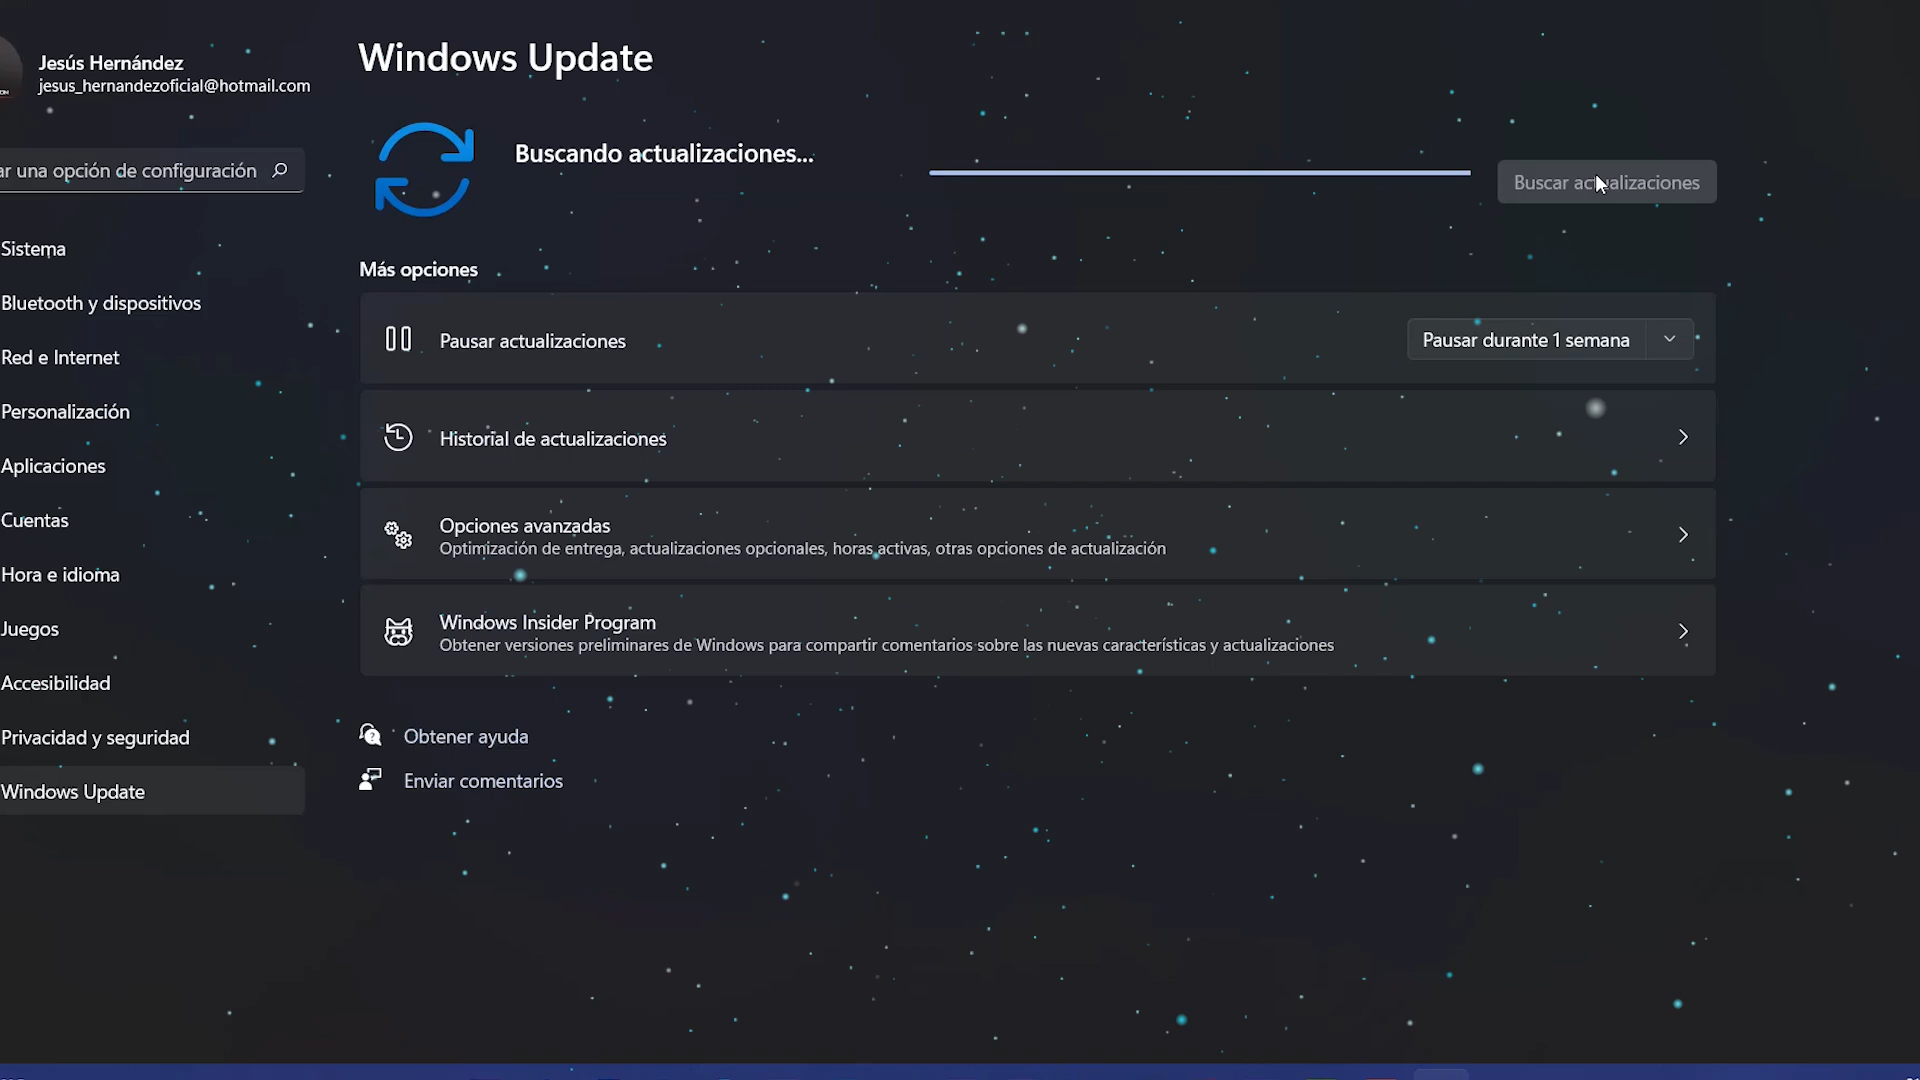 Jesús Hernández
jesus_hernandezoficial@hotmail.com
una opción de configuración
Sistema
Bluetooth y dispositivos
Red e Internet
Personalización
Aplicaciones
Cuentas
Hora e idioma
Juegos
Accesibilidad
Privacidad y seguridad
Windows Update
Windows Update
Buscando actualizaciones...
Buscar actualizaciones
Más opciones
Pausar actualizaciones
Pausar durante 1 semana
Historial de actualizaciones
Opciones avanzadas
Optimización de entrega, actualizaciones opcionales, horas activas, otras opciones de actualización
Windows Insider Program
Obtener versiones preliminares de Windows para compartir comentarios sobre las nuevas características y actualizaciones
Obtener ayuda
Enviar comentarios